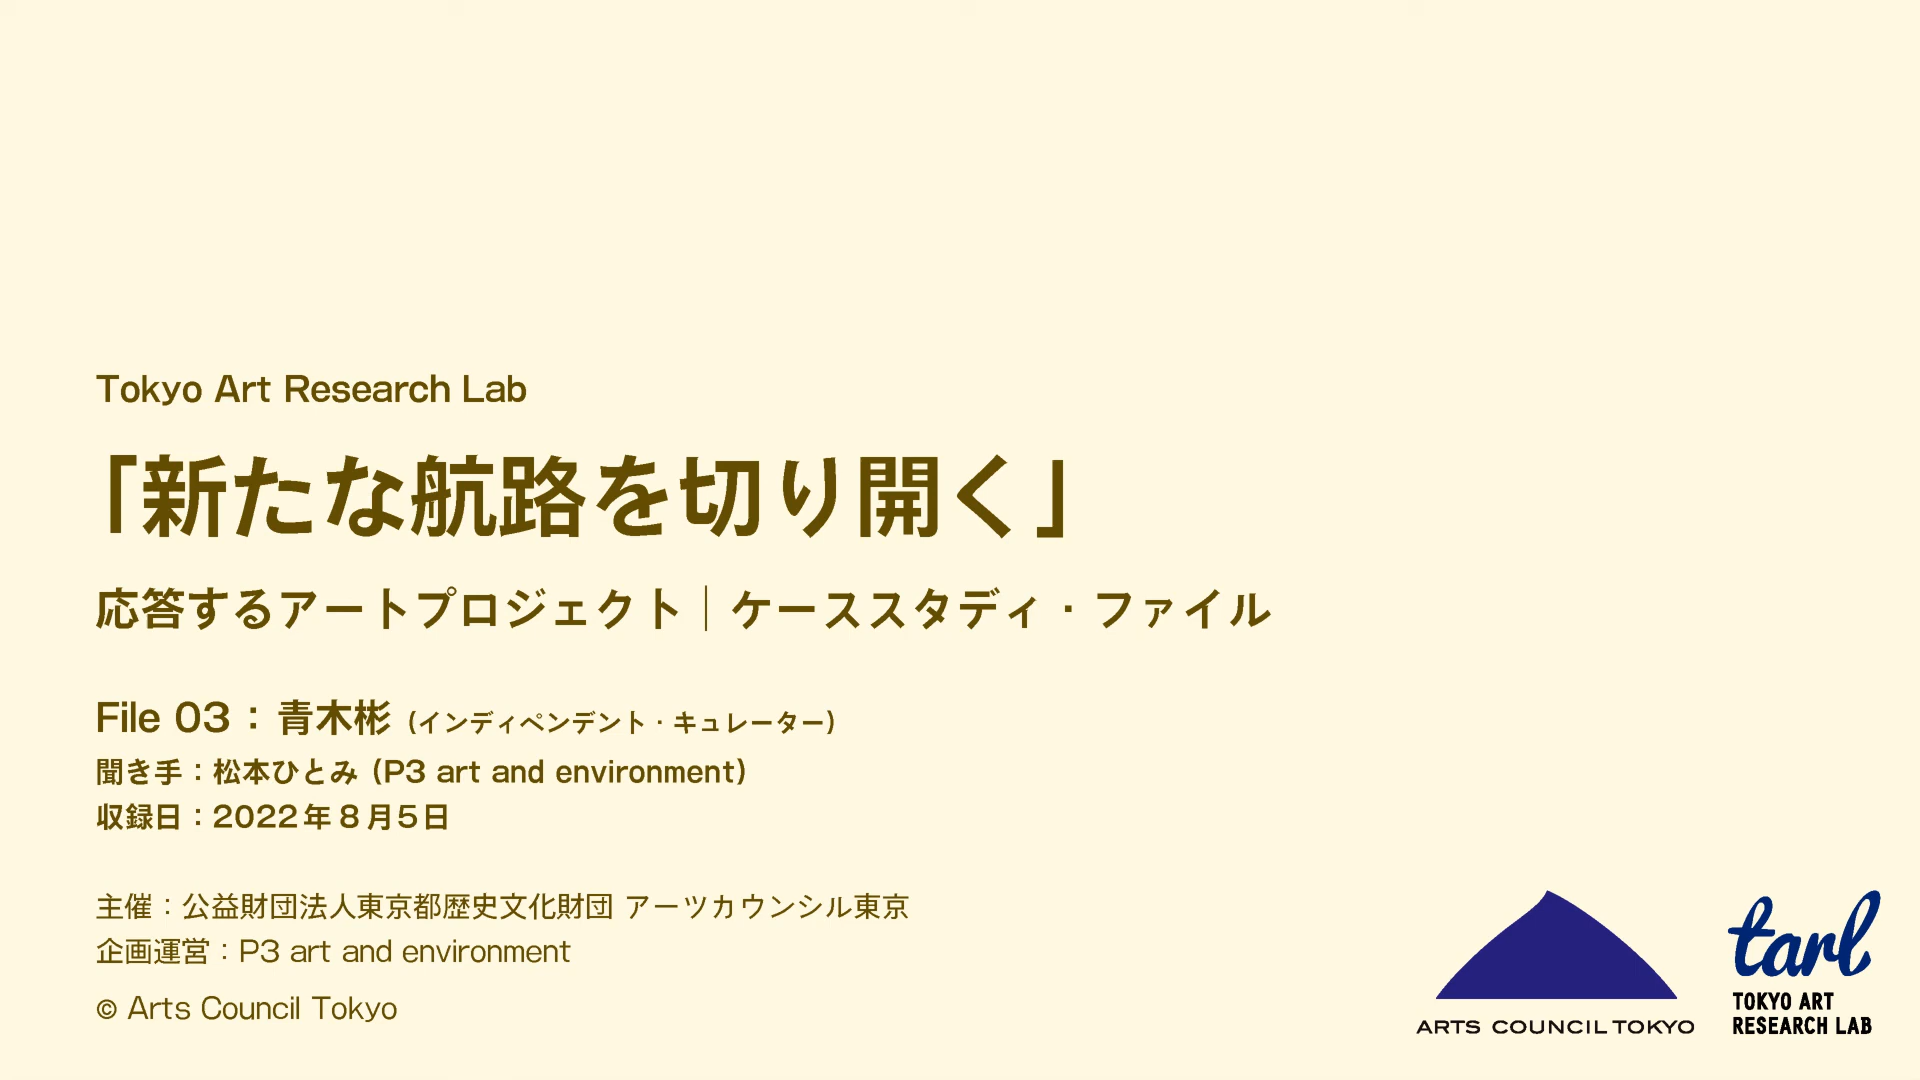 Tokyo Art Research Lab
「新たな航路を切り開く」
応答するアートプロジェクト｜ケーススタディ・ファイル
File 03：青木彬（インディペンデント・キュレーター）
聞き手：松本ひとみ（P3 art and environment）
収録日：2022年8月5日
主催：公益財団法人東京都歴史文化財団 アーツカウンシル東京
企画運営：P3 art and environment
© Arts Council Tokyo
ARTS COUNCIL TOKYO
tarl
TOKYO ART
RESEARCH LAB